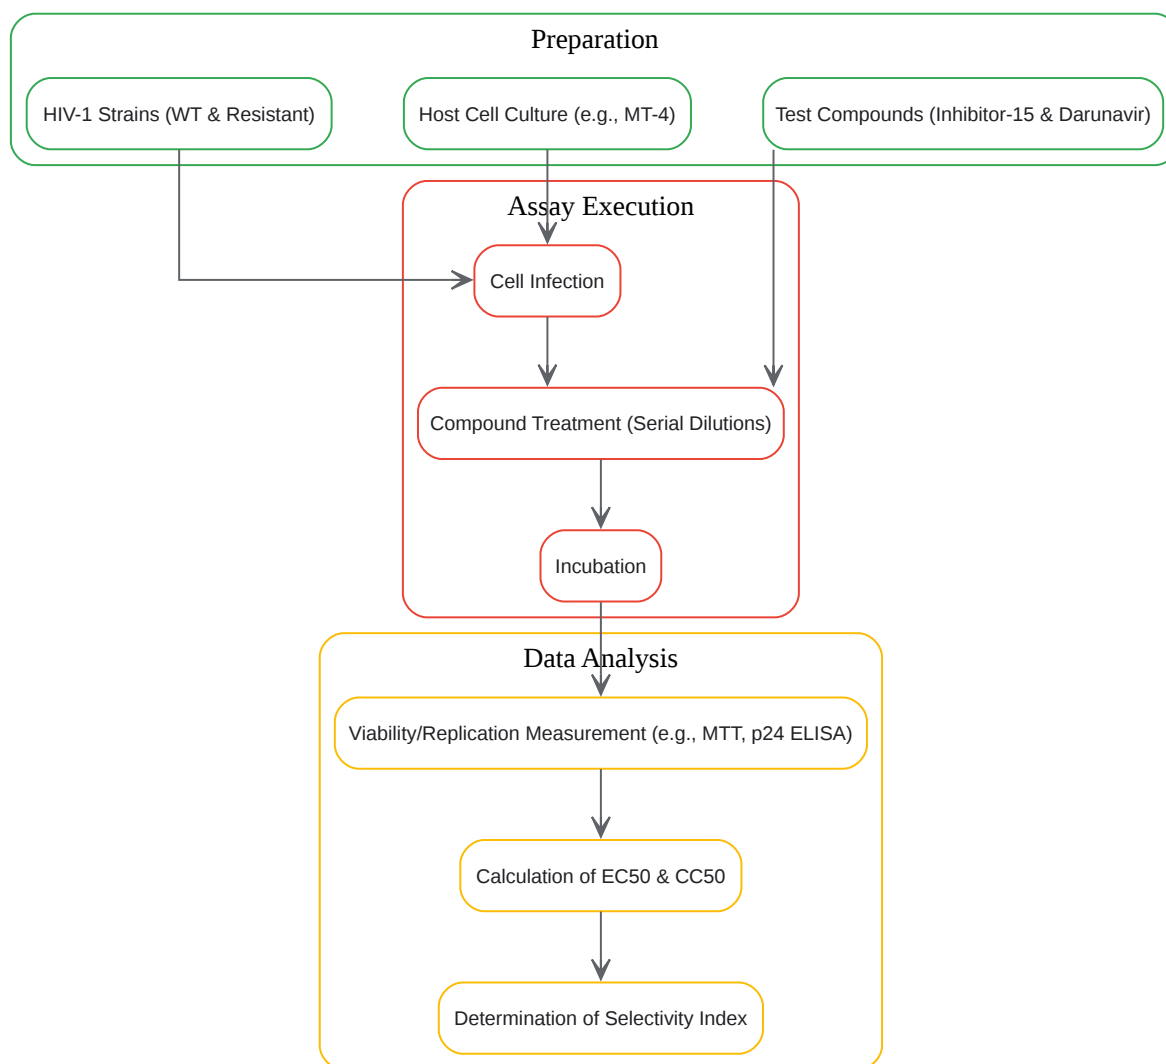 Preparation
HIV-1 Strains (WT & Resistant)
Host Cell Culture (e.g., MT-4)
Test Compounds (Inhibitor-15 & Darunavir)
Assay Execution
Cell Infection
Compound Treatment (Serial Dilutions)
Incubation
Data Analysis
Viability/Replication Measurement (e.g., MTT, p24 ELISA)
Calculation of EC50 & CC50
Determination of Selectivity Index